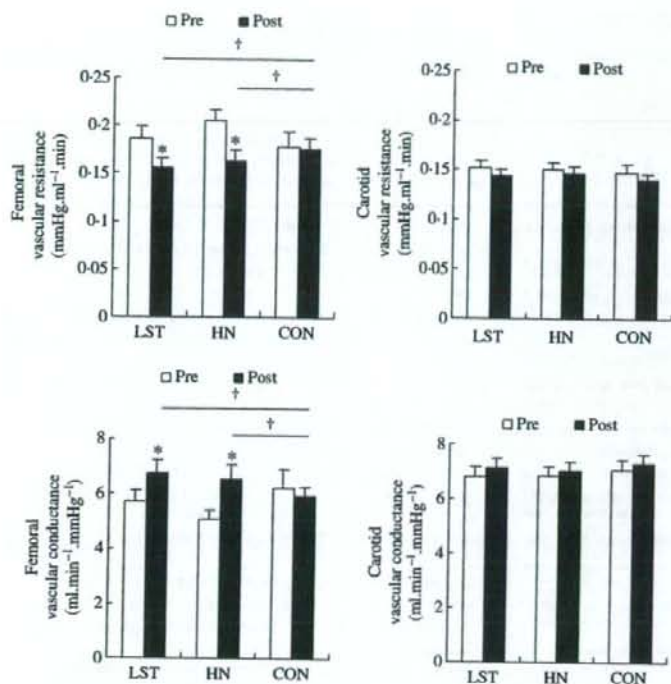 Pre Post
†
†
0·25
0·2
0·15
0·1
0·05
0
Femoral
vascular resistance
(mmHg.ml⁻¹.min)
*
*
LST HN CON
Pre Post
0·25
0·2
0·15
0·1
0·05
0
Carotid
vascular resistance
(mmHg.ml⁻¹.min)
LST HN CON
Pre Post
†
†
8
6
4
2
0
Femoral
vascular conductance
(ml.min⁻¹.mmHg⁻¹)
*
*
LST HN CON
Pre Post
8
6
4
2
0
Carotid
vascular conductance
(ml.min⁻¹.mmHg⁻¹)
LST HN CON